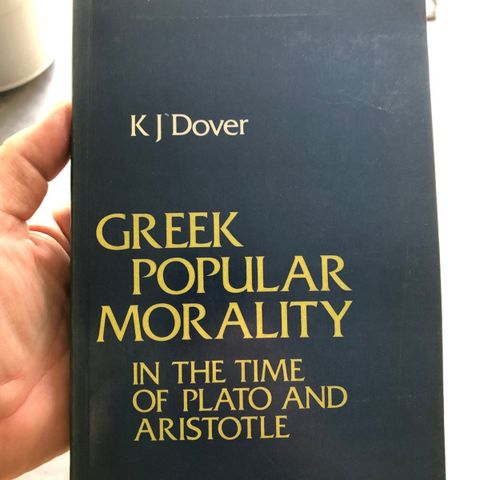 K J Dover
GREEK
POPULAR
MORALITY
IN THE TIME
OF PLATO AND
ARISTOTLE